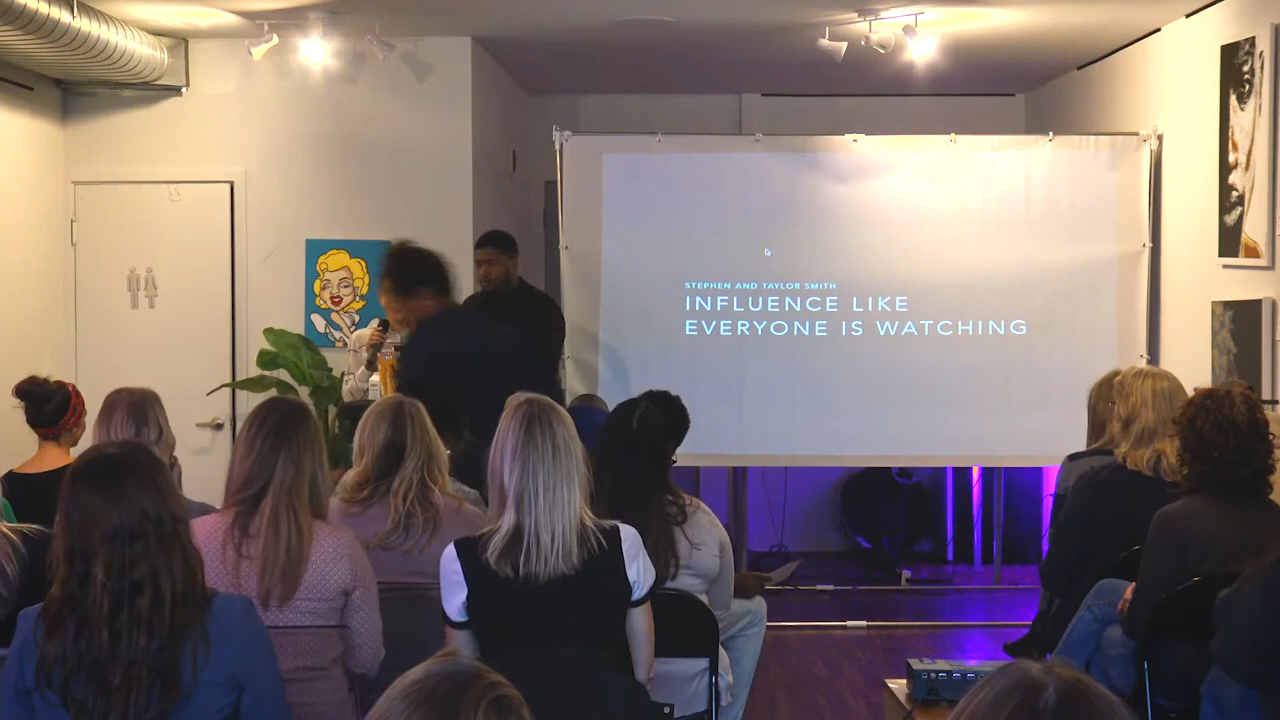 STEPHEN AND TAYLOR SMITH
INFLUENCE LIKE
EVERYONE IS WATCHING